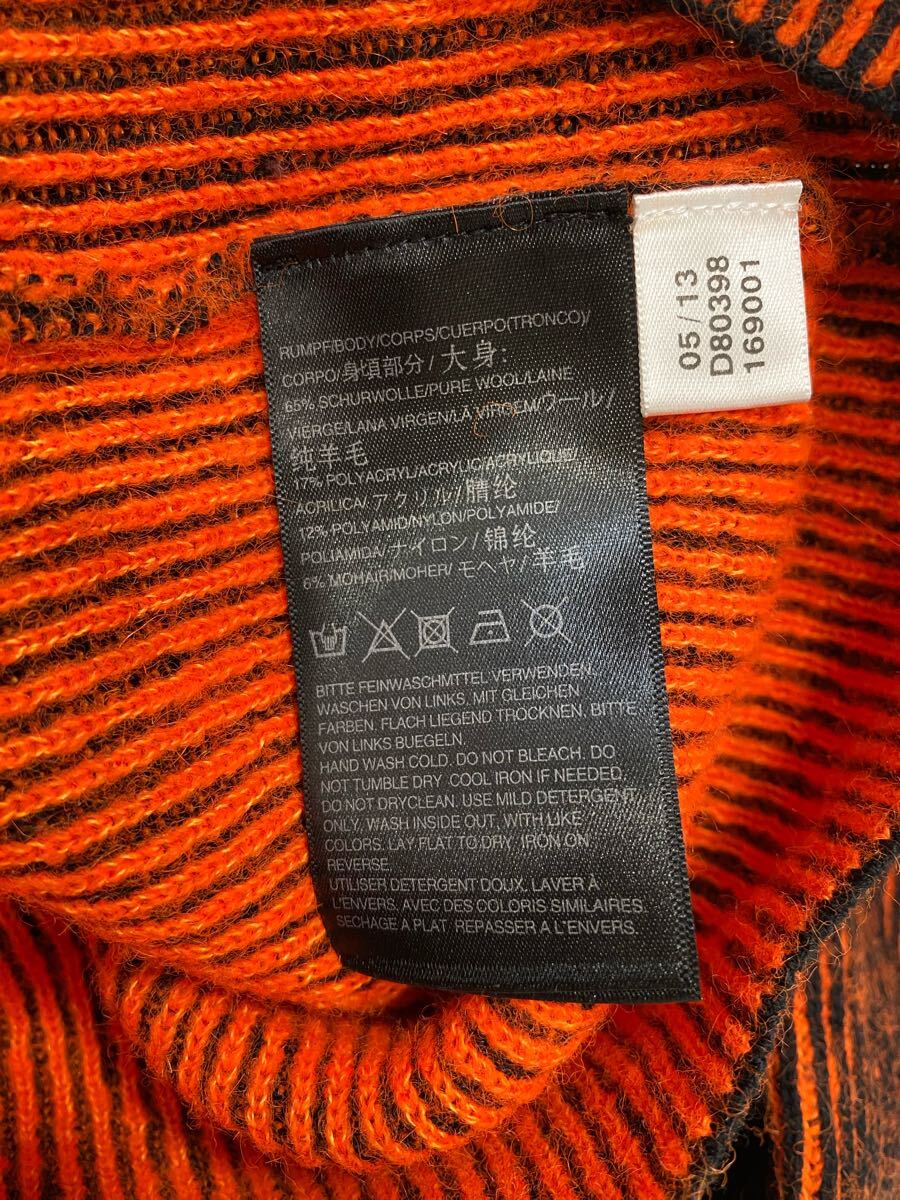 RUMPF/BODY/CORPS/CUERPO(TRONCO)/
CORPO/身頃部分/大身:
65% SCHURWOLLE/PURE WOOL/LAINE
VIERGE/LANA VIRGEN/LA VIRGEM/ウール/
纯羊毛
17% POLYACRYL/ACRYLIC/ACRYLIQUE/
ACRILICA/アクリル/腈纶
12% POLYAMID/NYLON/POLYAMIDE/
POLIAMIDA/ナイロン/锦纶
6% MOHAIR/MOHER/モヘヤ/羊毛
BITTE FEINWASCHMTTEL VERWENDEN.
WASCHEN VON LINKS. MIT GLEICHEN
FARBEN. FLACH LIEGEND TROCKNEN. BITTE
VON LINKS BUEGELN.
HAND WASH COLD. DO NOT BLEACH. DO
NOT TUMBLE DRY. COOL IRON IF NEEDED.
DO NOT DRYCLEAN. USE MILD DETERGENT
ONLY. WASH INSIDE OUT. WITH LIKE
COLORS. LAY FLAT TO DRY. IRON ON
REVERSE.
UTILISER DETERGENT DOUX. LAVER À
L'ENVERS. AVEC DES COLORIS SIMILAIRES.
SECHAGE A PLAT. REPASSER A L'ENVERS.
05/13
D80398
169001